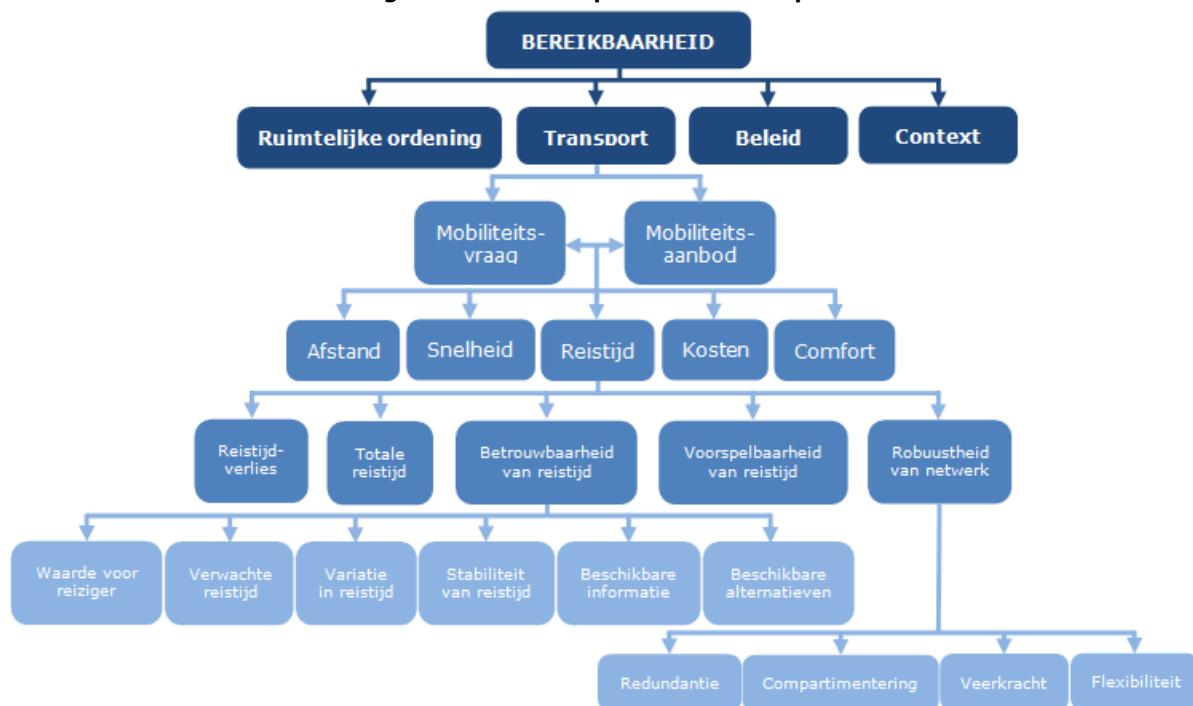 BEREIKBAARHEID
Ruimtelijke ordening
Transport
Beleid
Context
Mobiliteits-
vraag
Mobiliteits-
aanbod
Afstand
Snelheid
Reistijd
Kosten
Comfort
Reistijd-
verlies
Totale
reistijd
Betrouwbaarheid
van reistijd
Voorspelbaarheid
van reistijd
Robuustheid
van netwerk
Waarde voor
reiziger
Verwachte
reistijd
Variatie
in reistijd
Stabiliteit
van reistijd
Beschikbare
informatie
Beschikbare
alternatieven
Redundantie
Compartimentering
Veerkracht
Flexibiliteit